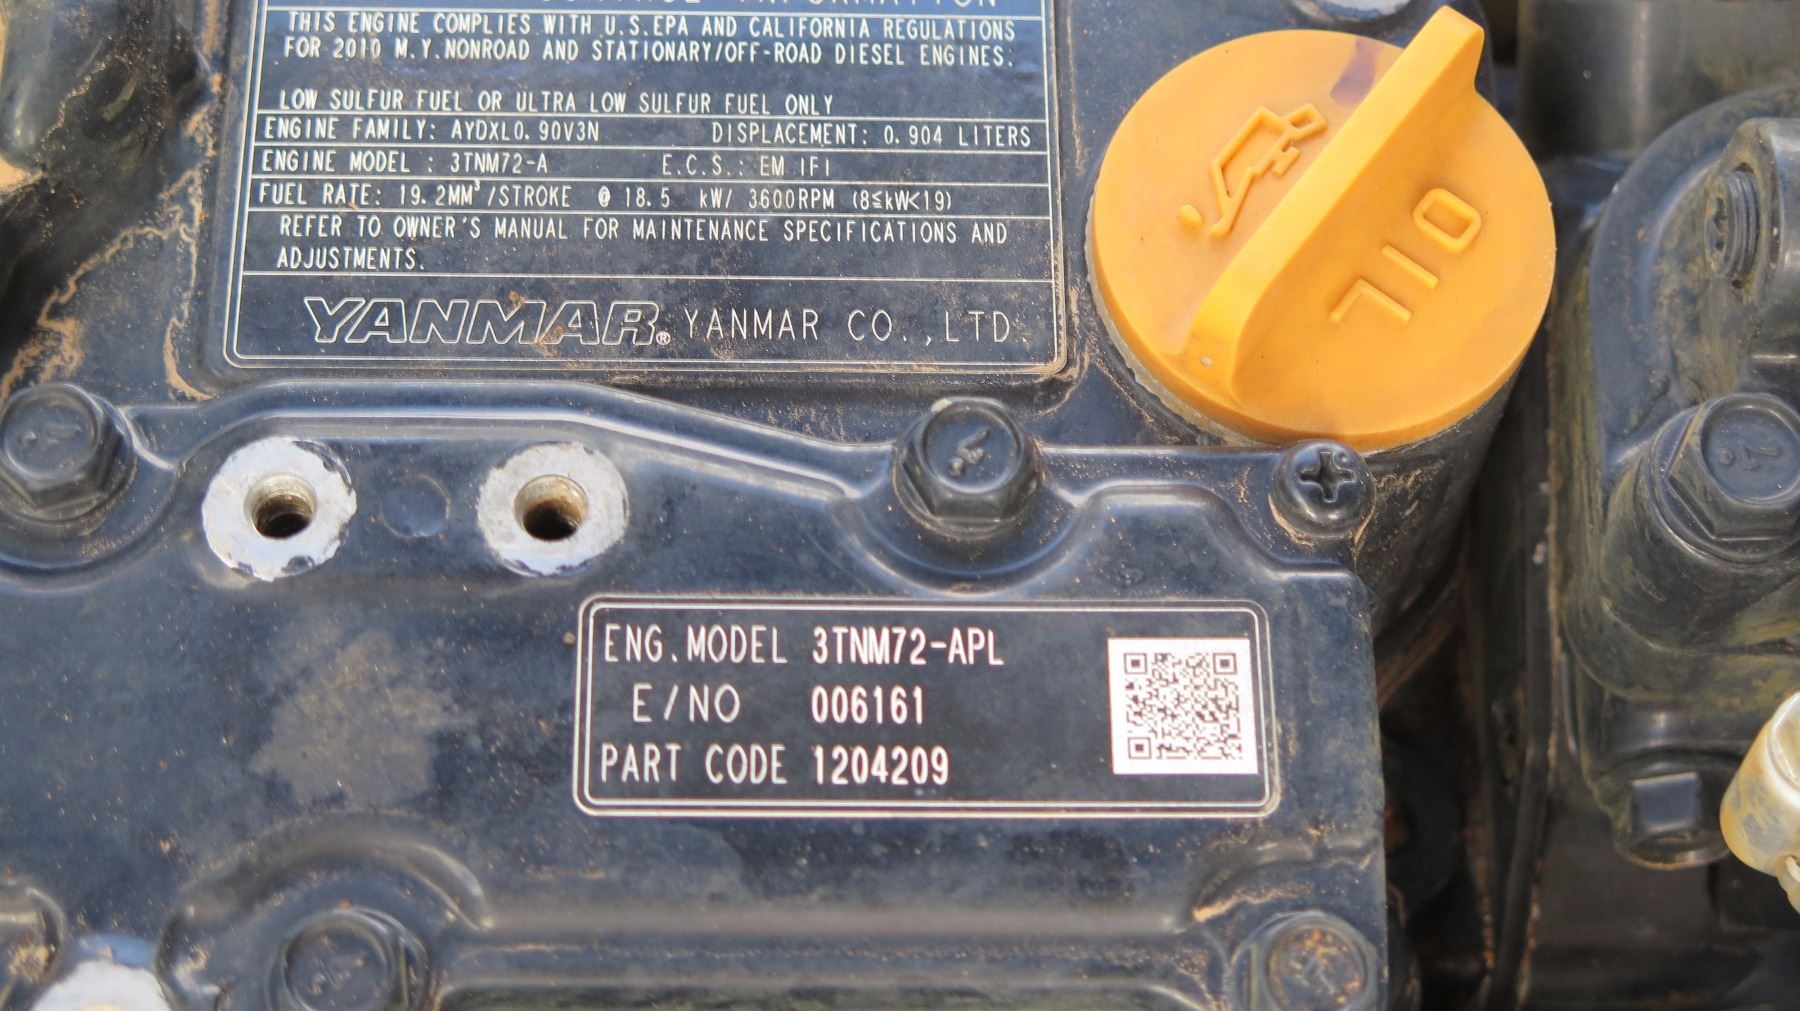 INFORMATION
THIS ENGINE COMPLIES WITH U.S.EPA AND CALIFORNIA REGULATIONS
FOR 2010 M.Y.NONROAD AND STATIONARY/OFF-ROAD DIESEL ENGINES.
LOW SULFUR FUEL OR ULTRA LOW SULFUR FUEL ONLY
ENGINE FAMILY: AYDXL0.90V3N DISPLACEMENT: 0.904 LITERS
ENGINE MODEL : 3TNM72-A E.C.S.: EM IFI
FUEL RATE: 19.2MM³/STROKE @ 18.5 kW/ 3600RPM (8≦kW<19)
REFER TO OWNER'S MANUAL FOR MAINTENANCE SPECIFICATIONS AND
ADJUSTMENTS.
YANMAR® YANMAR CO.,LTD.
OIL
ENG.MODEL 3TNM72-APL
E/NO 006161
PART CODE 1204209